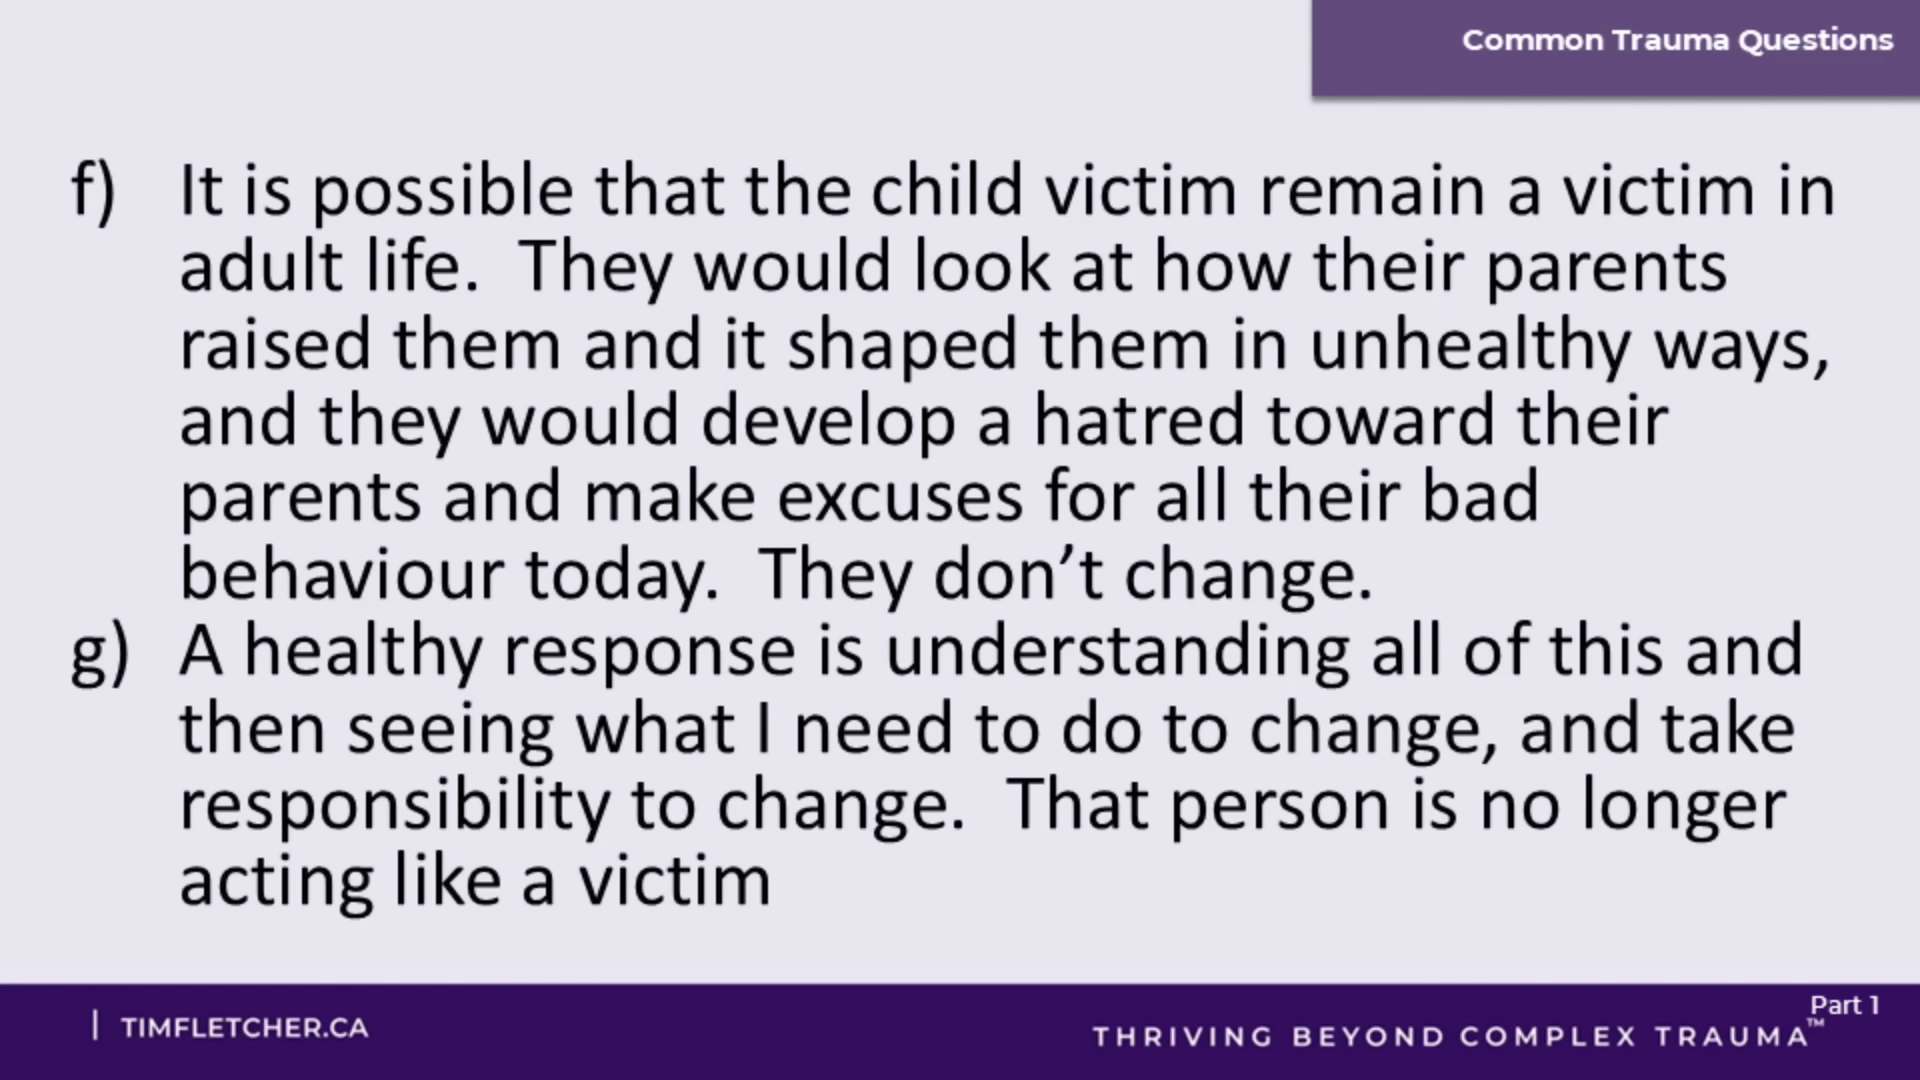 Common Trauma Questions
f) It is possible that the child victim remain a victim in
adult life.  They would look at how their parents
raised them and it shaped them in unhealthy ways,
and they would develop a hatred toward their
parents and make excuses for all their bad
behaviour today.  They don’t change.
g) A healthy response is understanding all of this and
then seeing what I need to do to change, and take
responsibility to change.  That person is no longer
acting like a victim
Part 1
| TIMFLETCHER.CA
THRIVING BEYOND COMPLEX TRAUMA™